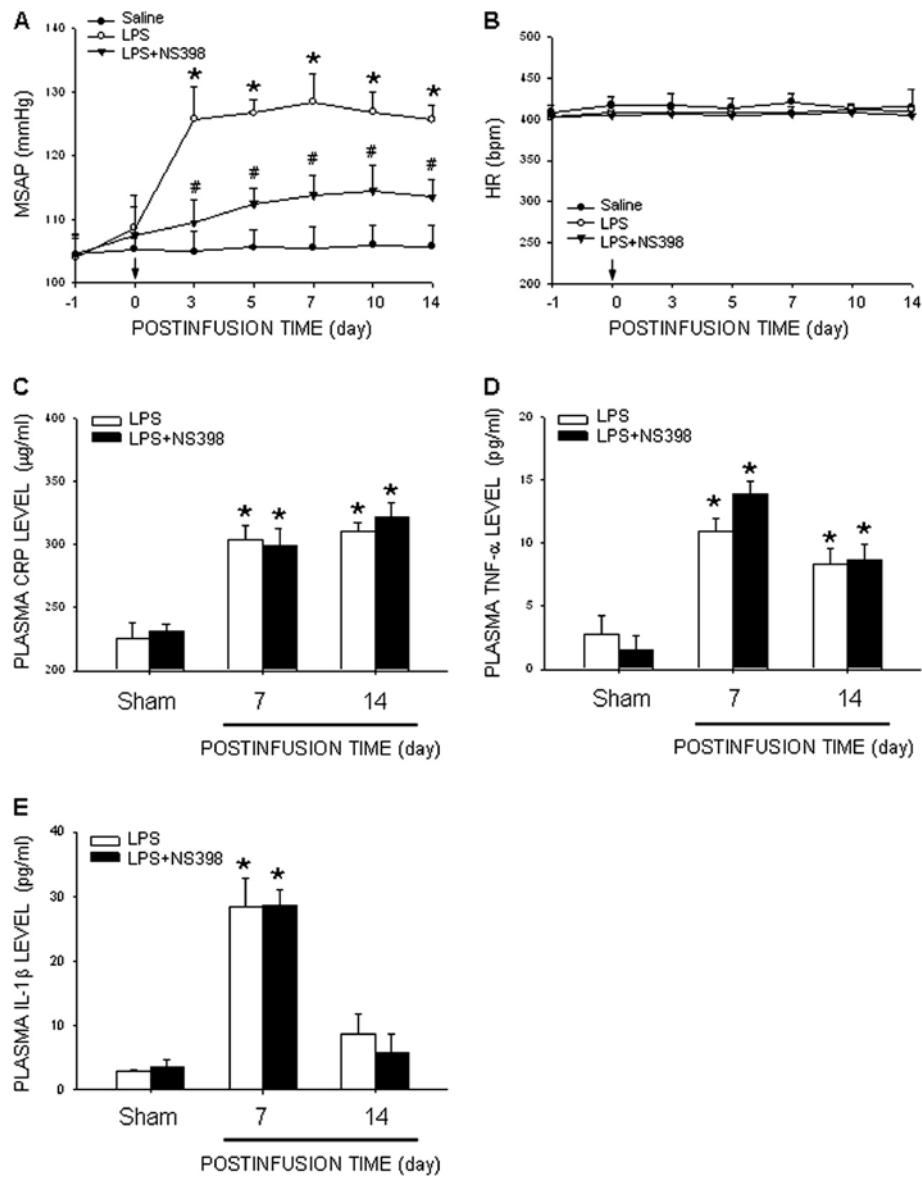 A
Saline
LPS
LPS+NS398
140
130
120
110
100
MSAP (mmHg)
* * * * *
# # # # #
-1 0 3 5 7 10 14
POSTINFUSION TIME (day)
B
500
450
400
350
300
250
200
HR (bpm)
Saline
LPS
LPS+NS398
-1 0 3 5 7 10 14
POSTINFUSION TIME (day)
C
LPS
LPS+NS398
400
350
300
250
200
PLASMA CRP LEVEL (µg/ml)
* * * *
Sham 7 14
POSTINFUSION TIME (day)
D
LPS
LPS+NS398
20
15
10
5
0
PLASMA TNF-α LEVEL (pg/ml)
* * * *
Sham 7 14
POSTINFUSION TIME (day)
E
LPS
LPS+NS398
40
30
20
10
0
PLASMA IL-1β LEVEL (pg/ml)
* *
Sham 7 14
POSTINFUSION TIME (day)